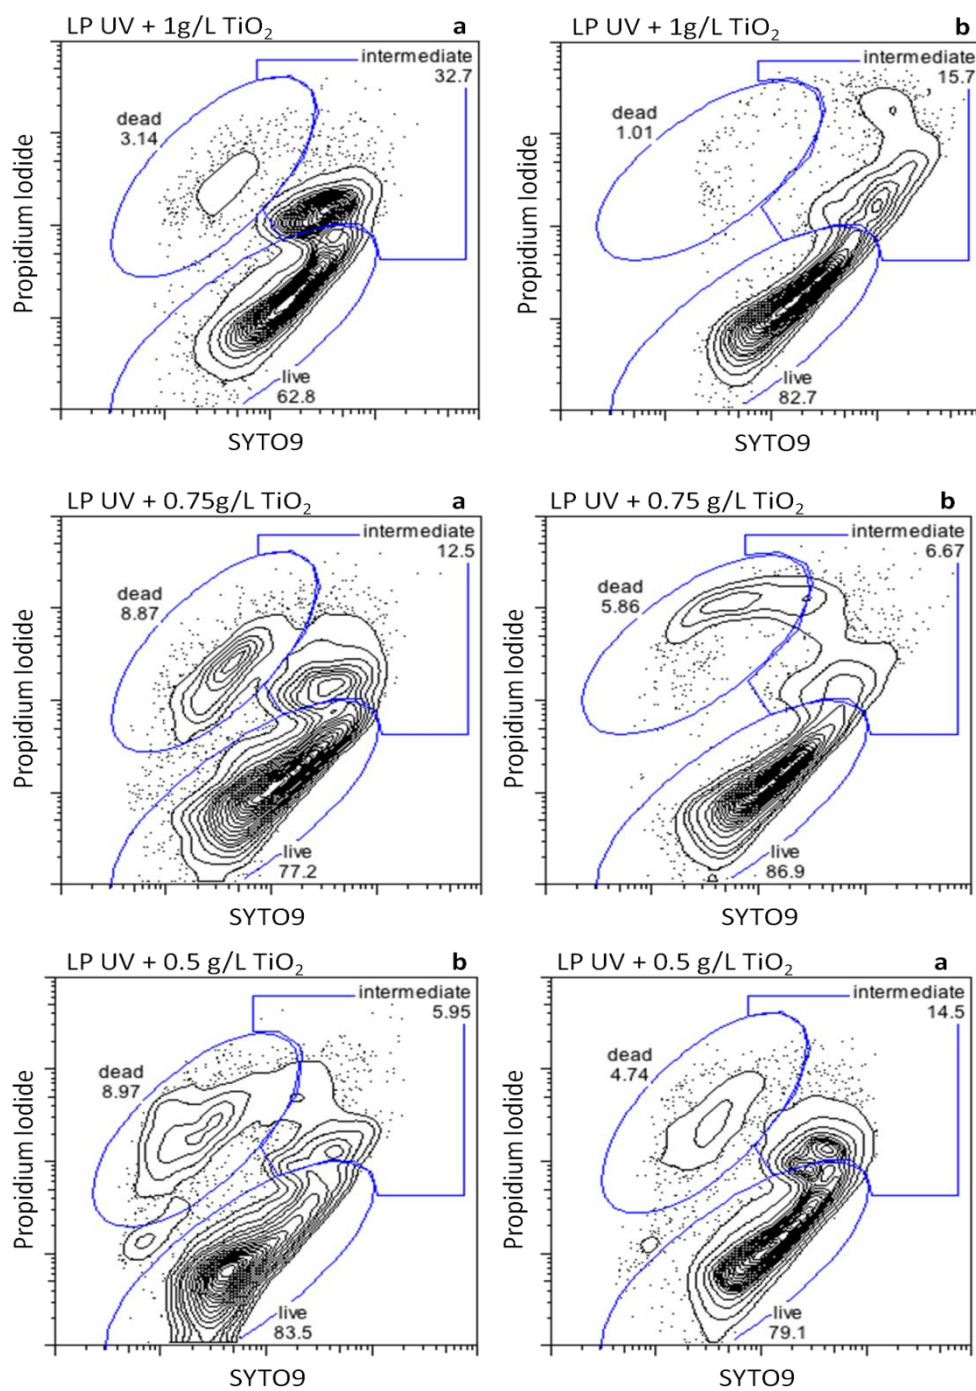 LP UV + 1g/L TiO₂ a
intermediate
32.7
dead
3.14
live
62.8
Propidium Iodide
SYTO9
LP UV + 1g/L TiO₂ b
intermediate
15.7
dead
1.01
live
82.7
Propidium Iodide
SYTO9
LP UV + 0.75g/L TiO₂ a
intermediate
12.5
dead
8.87
live
77.2
Propidium Iodide
SYTO9
LP UV + 0.75 g/L TiO₂ b
intermediate
6.67
dead
5.86
live
86.9
Propidium Iodide
SYTO9
LP UV + 0.5 g/L TiO₂ b
intermediate
5.95
dead
8.97
live
83.5
Propidium Iodide
SYTO9
LP UV + 0.5 g/L TiO₂ a
intermediate
14.5
dead
4.74
live
79.1
Propidium Iodide
SYTO9